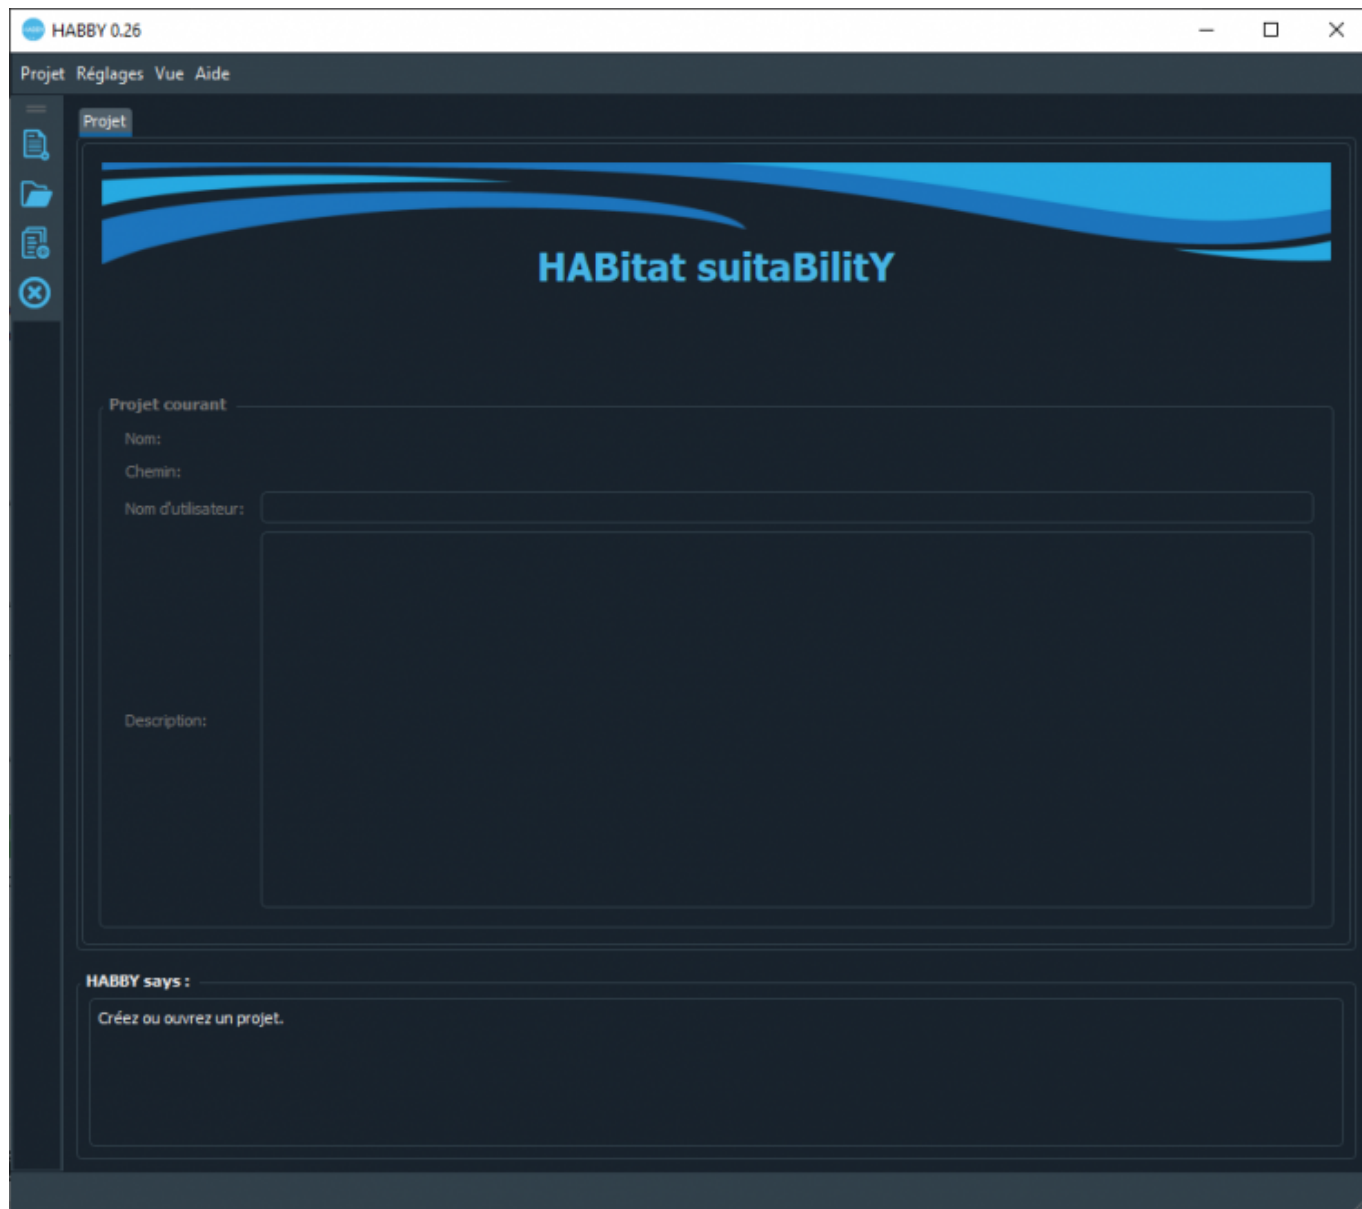 HABBY 0.26
Projet Réglages Vue Aide
Projet
HABitat suitaBilitY
Projet courant
Nom:
Chemin:
Nom d'utilisateur:
Description:
HABBY says :
Créez ou ouvrez un projet.